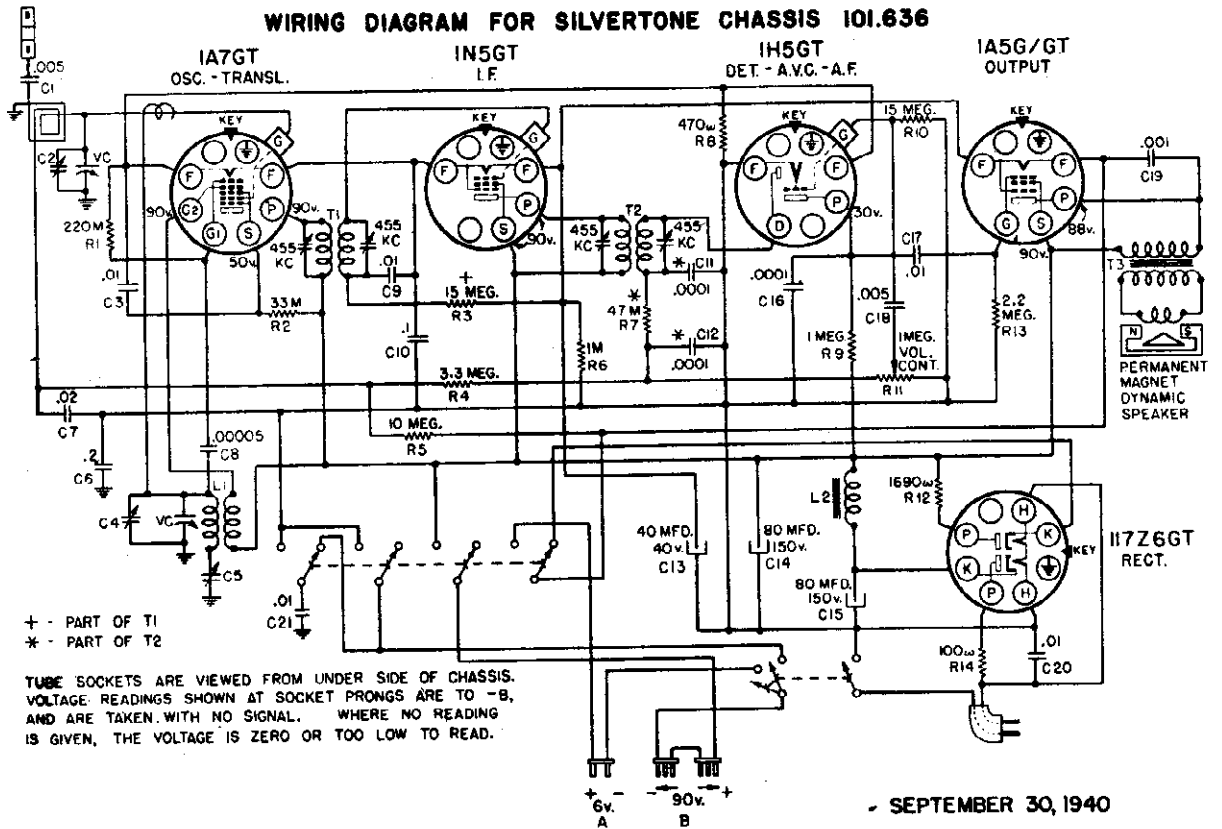 WIRING DIAGRAM FOR SILVERTONE CHASSIS 101.636
1A7GT
OSC. - TRANSL.
1N5GT
I.F.
1H5GT
DET. - A.V.C. - A.F.
1A5G/GT
OUTPUT
.005
C1
KEY
G
F
F
G2
P
G1
S
90v.
90v.
50v.
C2
VC
220M
R1
.01
C3
33M
R2
T1
455
KC
455
KC
.01
C9
+
15 MEG.
R3
.1
C10
KEY
G
F
F
P
S
90v.
1M
R6
T2
455
KC
455
KC
*
C11
.0001
*
47M
R7
*
C12
.0001
470ω
R8
KEY
G
F
F
P
D
30v.
15 MEG.
R10
.0001
C16
C17
.01
.005
C18
1 MEG
R9
1MEG.
VOL.
CONT.
R11
KEY
F
F
P
G
S
88v.
90v.
2.2
MEG.
R13
.001
C19
T3
N
S
PERMANENT
MAGNET
DYNAMIC
SPEAKER
3.3 MEG.
R4
10 MEG.
R5
.02
C7
.2
C6
.00005
C8
L1
C4
VC
C5
.01
C21
40 MFD.
40v.
C13
80 MFD.
150v.
C14
L2
80 MFD.
150v.
C15
1690ω
R12
H
P
K
K
P
H
KEY
117Z6GT
RECT.
100ω
R14
.01
C20
+ - PART OF T1
* - PART OF T2
TUBE SOCKETS ARE VIEWED FROM UNDER SIDE OF CHASSIS.
VOLTAGE READINGS SHOWN AT SOCKET PRONGS ARE TO -B,
AND ARE TAKEN WITH NO SIGNAL. WHERE NO READING
IS GIVEN, THE VOLTAGE IS ZERO OR TOO LOW TO READ.
+ -
6v.
A
- 90v. +
B
- SEPTEMBER 30, 1940